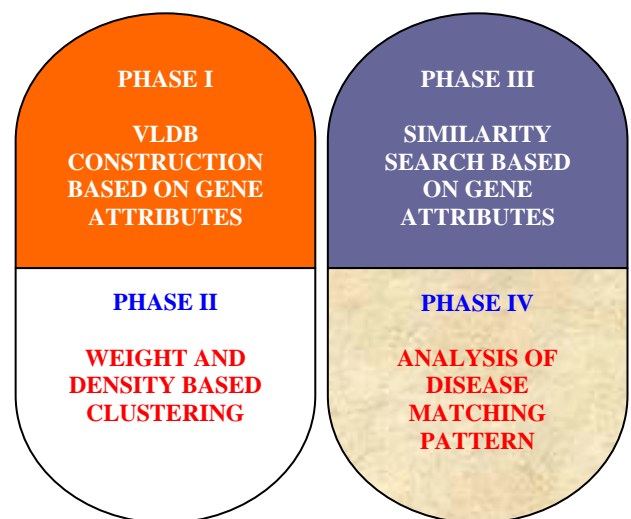 PHASE I
VLDB
CONSTRUCTION
BASED ON GENE
ATTRIBUTES
PHASE II
WEIGHT AND
DENSITY BASED
CLUSTERING
PHASE III
SIMILARITY
SEARCH BASED
ON GENE
ATTRIBUTES
PHASE IV
ANALYSIS OF
DISEASE
MATCHING
PATTERN